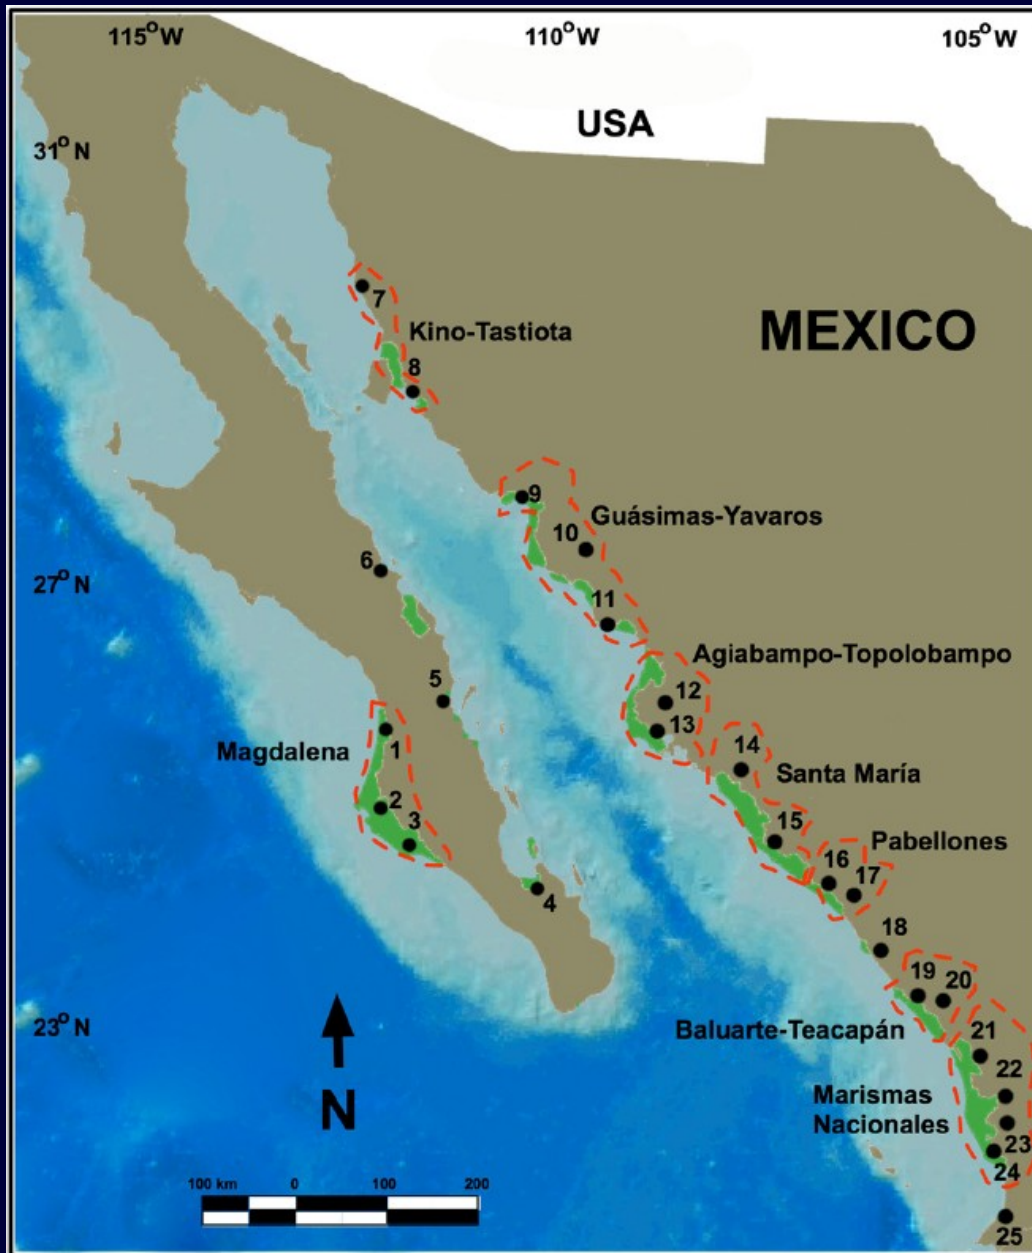 115°W
110°W
105°W
USA
31° N
7
Kino-Tastiota
MEXICO
8
9
Guásimas-Yavaros
10
6
27° N
11
Agiabampo-Topolobampo
5
12
13
Magdalena
1
14
Santa María
2
3
15
Pabellones
16
17
4
18
19
20
23° N
Baluarte-Teacapán
21
22
N
Marismas
Nacionales
23
24
100 km 0 100 200
25